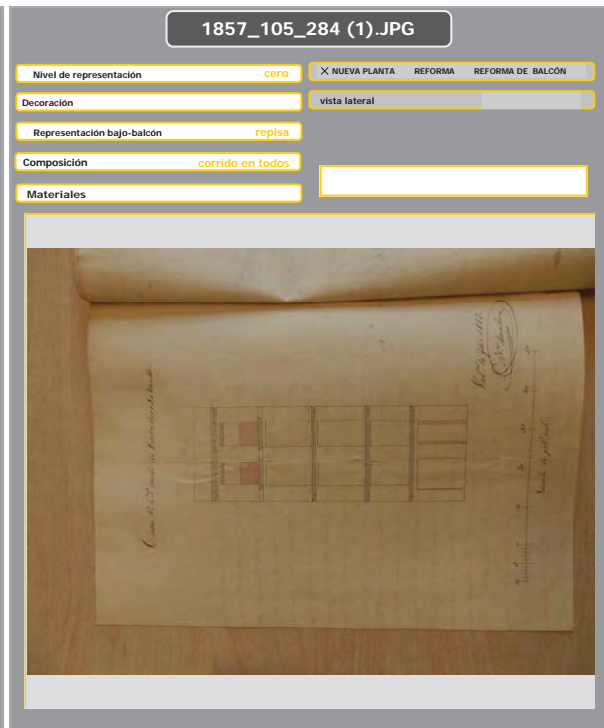 1857_105_284 (1).JPG
Nivel de representación cero
× NUEVA PLANTA REFORMA REFORMA DE BALCÓN
Decoración
vista lateral
Representación bajo-balcón repisa
Composición corrido en todos
Materiales